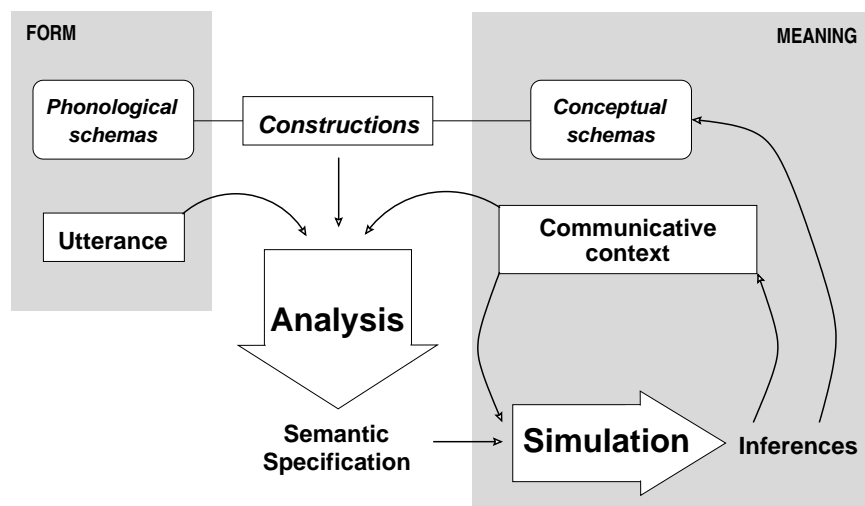 FORM
MEANING
Phonological
schemas
Constructions
Conceptual
schemas
Utterance
Communicative
context
Analysis
Semantic
Specification
Simulation
Inferences